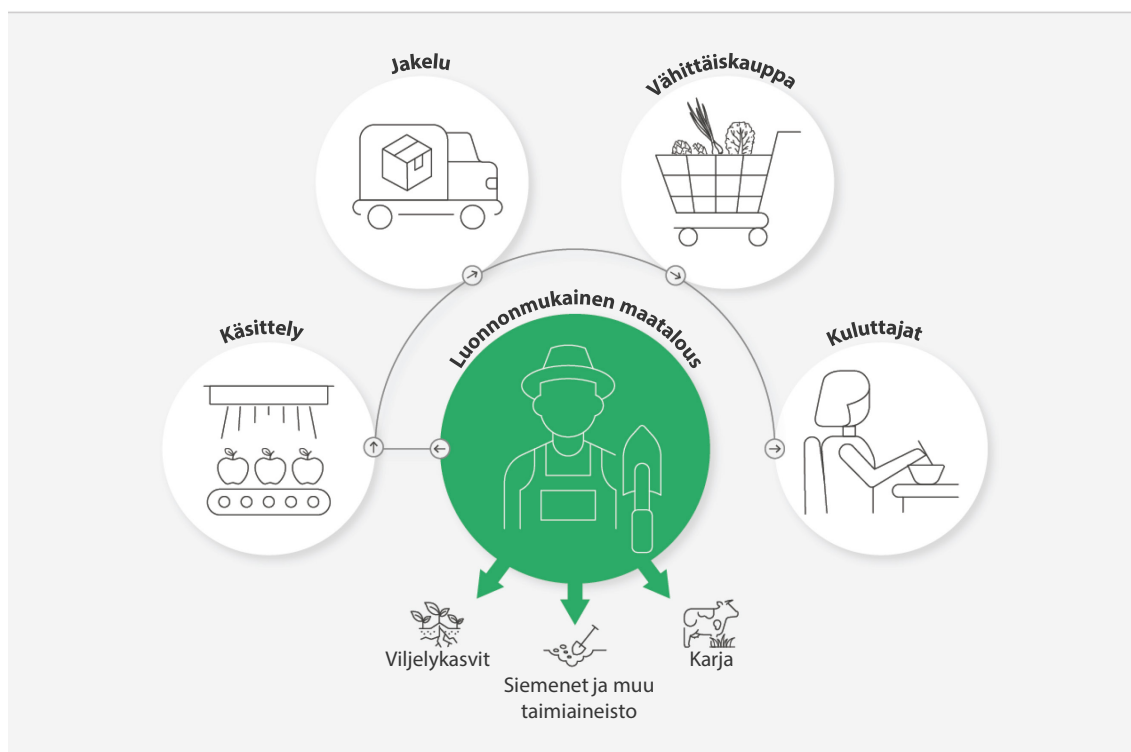 Jakelu
Vähittäiskauppa
Käsittely
Luonnonmukainen maatalous
Kuluttajat
Viljelykasvit
Siemenet ja muu
taimiaineisto
Karja